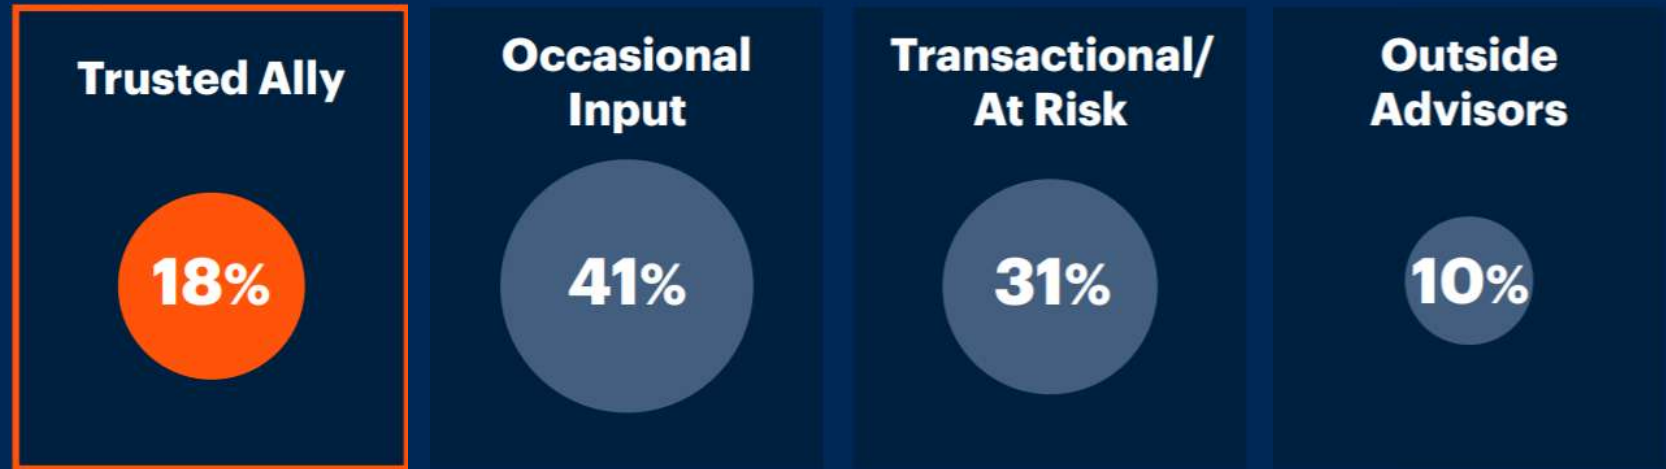 Trusted Ally
18%
Occasional
Input
41%
Transactional/
At Risk
31%
Outside
Advisors
10%